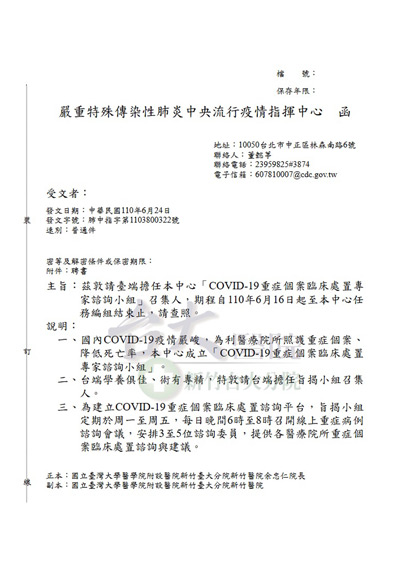 檔　號：
保存年限：
嚴重特殊傳染性肺炎中央流行疫情指揮中心　函
地址：10050台北市中正區林森南路6號
聯絡人：董懿萃
聯絡電話：23959825#3874
電子信箱：607810007@cdc.gov.tw
受文者：
發文日期：中華民國110年6月24日
發文字號：肺中指字第1103800322號
速別：普通件
密等及解密條件或保密期限：
附件：聘書
主旨：茲敦請臺端擔任本中心「COVID-19重症個案臨床處置專
家諮詢小組」召集人，期程自110年6月16日起至本中心任
務編組結束止，請查照。
說明：
一、國內COVID-19疫情嚴峻，為利醫療院所照護重症個案、
降低死亡率，本中心成立「COVID-19重症個案臨床處置
專家諮詢小組」。
二、台端學養俱佳、術有專精，特敦請台端擔任旨揭小組召集
人。
三、為建立COVID-19重症個案臨床處置諮詢平台，旨揭小組
定期於周一至周五，每日晚間6時至8時召開線上重症病例
諮詢會議，安排3至5位諮詢委員，提供各醫療院所重症個
案臨床處置諮詢與建議。
正本：國立臺灣大學醫學院附設醫院新竹臺大分院新竹醫院余忠仁院長
副本：國立臺灣大學醫學院附設醫院新竹臺大分院新竹醫院
裝
訂
線
新竹台大分院